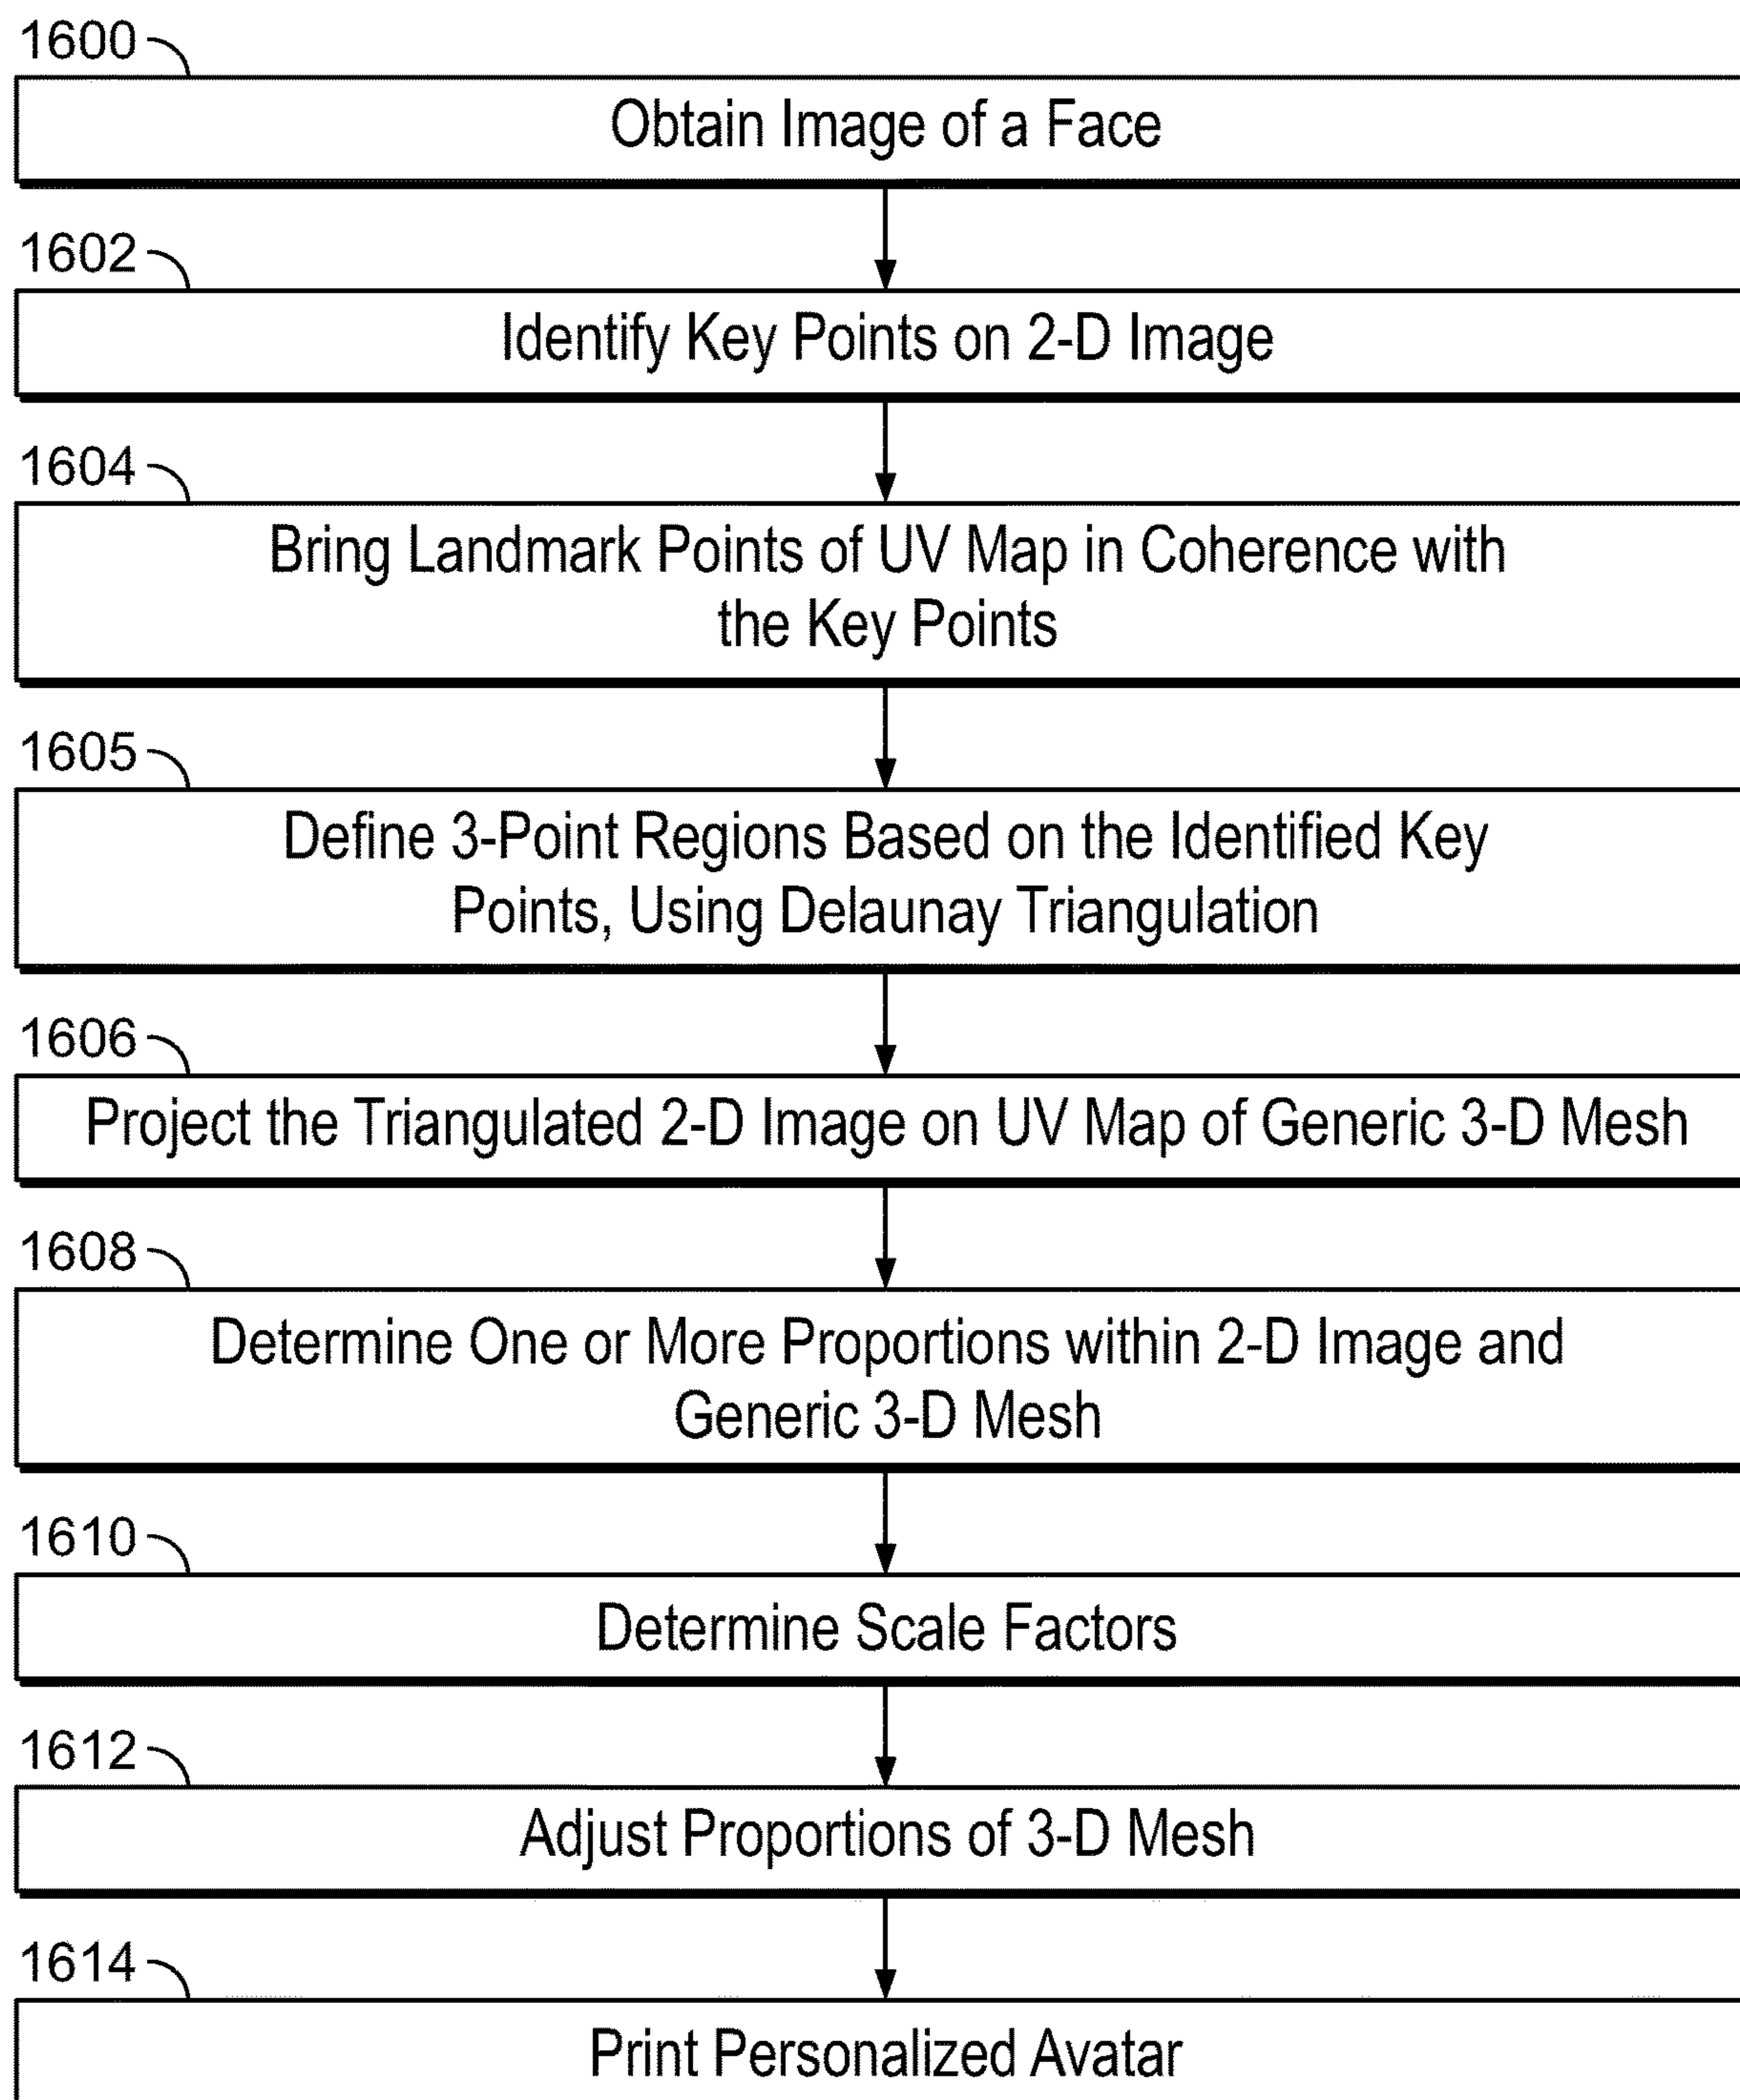 1600
Obtain Image of a Face
1602
Identify Key Points on 2-D Image
1604
Bring Landmark Points of UV Map in Coherence with
the Key Points
1605
Define 3-Point Regions Based on the Identified Key
Points, Using Delaunay Triangulation
1606
Project the Triangulated 2-D Image on UV Map of Generic 3-D Mesh
1608
Determine One or More Proportions within 2-D Image and
Generic 3-D Mesh
1610
Determine Scale Factors
1612
Adjust Proportions of 3-D Mesh
1614
Print Personalized Avatar